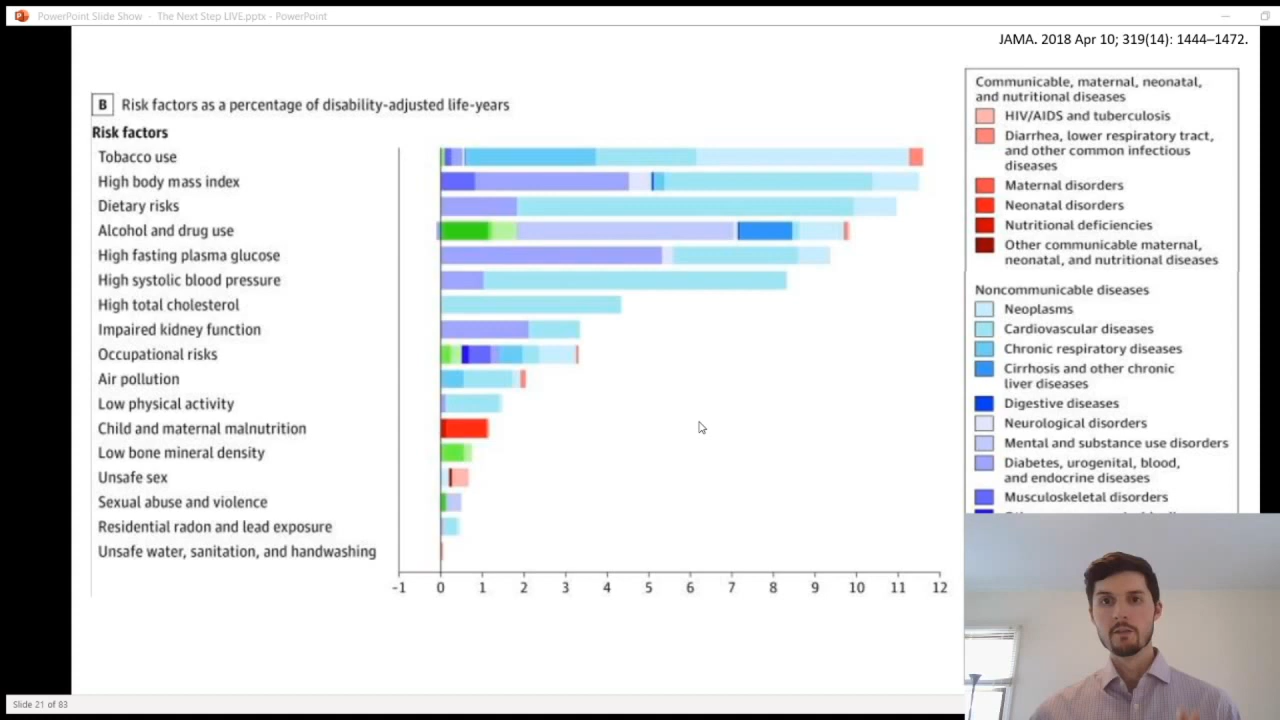 PowerPoint Slide Show - The Next Step LIVE.pptx - PowerPoint
JAMA. 2018 Apr 10; 319(14): 1444–1472.
B Risk factors as a percentage of disability-adjusted life-years
Risk factors
Tobacco use
High body mass index
Dietary risks
Alcohol and drug use
High fasting plasma glucose
High systolic blood pressure
High total cholesterol
Impaired kidney function
Occupational risks
Air pollution
Low physical activity
Child and maternal malnutrition
Low bone mineral density
Unsafe sex
Sexual abuse and violence
Residential radon and lead exposure
Unsafe water, sanitation, and handwashing
-1 0 1 2 3 4 5 6 7 8 9 10 11 12
Communicable, maternal, neonatal,
and nutritional diseases
HIV/AIDS and tuberculosis
Diarrhea, lower respiratory tract,
and other common infectious
diseases
Maternal disorders
Neonatal disorders
Nutritional deficiencies
Other communicable maternal,
neonatal, and nutritional diseases
Noncommunicable diseases
Neoplasms
Cardiovascular diseases
Chronic respiratory diseases
Cirrhosis and other chronic
liver diseases
Digestive diseases
Neurological disorders
Mental and substance use disorders
Diabetes, urogenital, blood,
and endocrine diseases
Musculoskeletal disorders
Slide 21 of 83